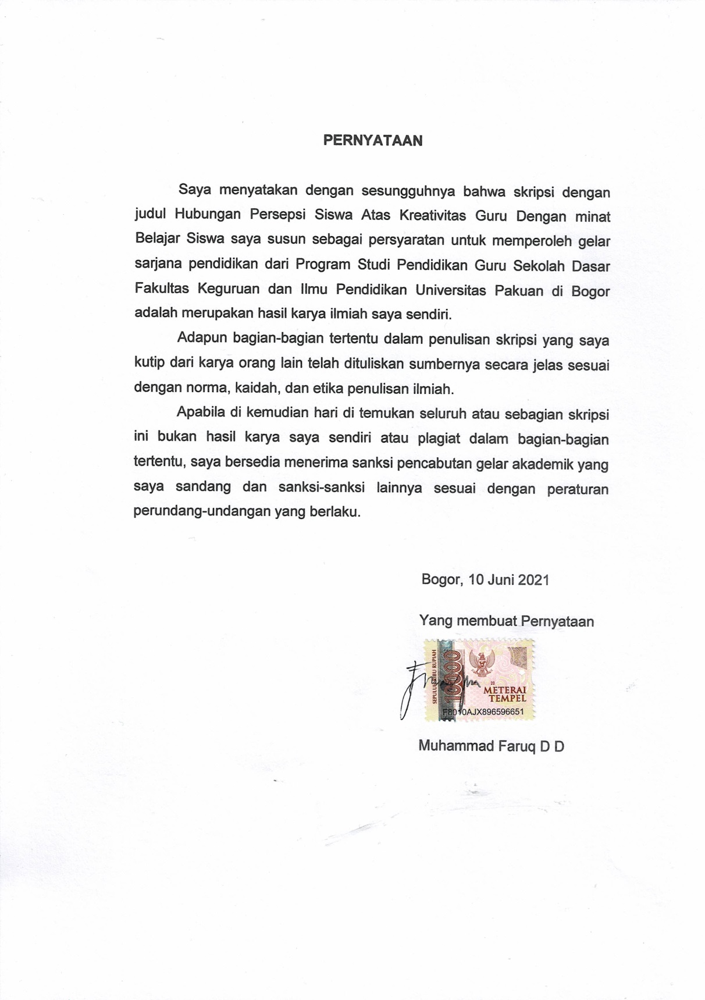 PERNYATAAN
Saya menyatakan dengan sesungguhnya bahwa skripsi dengan
judul Hubungan Persepsi Siswa Atas Kreativitas Guru Dengan minat
Belajar Siswa saya susun sebagai persyaratan untuk memperoleh gelar
sarjana pendidikan dari Program Studi Pendidikan Guru Sekolah Dasar
Fakultas Keguruan dan Ilmu Pendidikan Universitas Pakuan di Bogor
adalah merupakan hasil karya ilmiah saya sendiri.
Adapun bagian-bagian tertentu dalam penulisan skripsi yang saya
kutip dari karya orang lain telah dituliskan sumbernya secara jelas sesuai
dengan norma, kaidah, dan etika penulisan ilmiah.
Apabila di kemudian hari di temukan seluruh atau sebagian skripsi
ini bukan hasil karya saya sendiri atau plagiat dalam bagian-bagian
tertentu, saya bersedia menerima sanksi pencabutan gelar akademik yang
saya sandang dan sanksi-sanksi lainnya sesuai dengan peraturan
perundang-undangan yang berlaku.
Bogor, 10 Juni 2021
Yang membuat Pernyataan
SEPULUH RIBU RUPIAH
10000
20
METERAI
TEMPEL
F8010AJX896596651
Muhammad Faruq D D